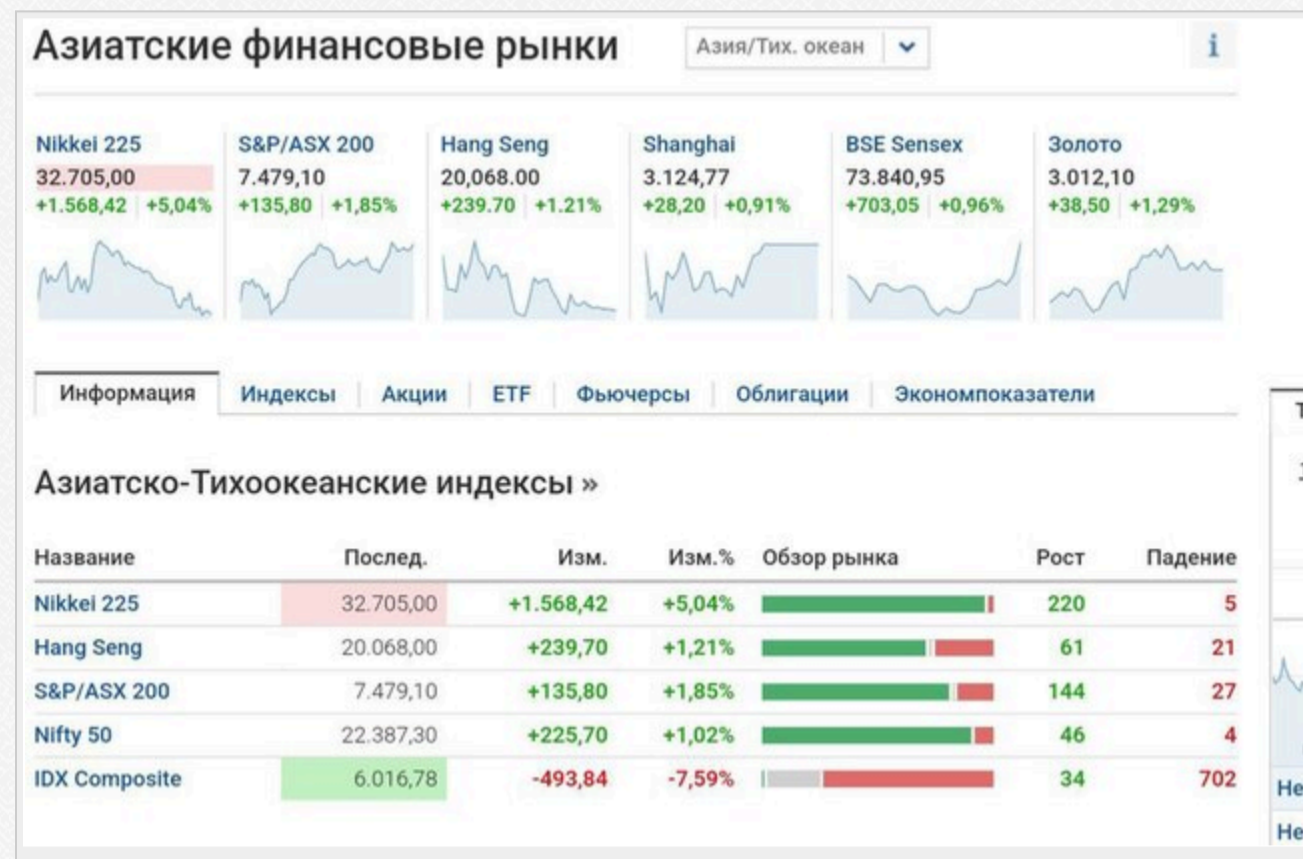 Азиатские финансовые рынки
Азия/Тих. океан
i
Nikkei 225 S&P/ASX 200 Hang Seng Shanghai BSE Sensex Золото
32.705,00 7.479,10 20,068.00 3.124,77 73.840,95 3.012,10
+1.568,42 +5,04% +135,80 +1,85% +239.70 +1.21% +28,20 +0,91% +703,05 +0,96% +38,50 +1,29%
Информация Индексы Акции ETF Фьючерсы Облигации Экономпоказатели
Азиатско-Тихоокеанские индексы »
Название Послед. Изм. Изм.% Обзор рынка Рост Падение
Nikkei 225 32.705,00 +1.568,42 +5,04% 220 5
Hang Seng 20.068,00 +239,70 +1,21% 61 21
S&P/ASX 200 7.479,10 +135,80 +1,85% 144 27
Nifty 50 22.387,30 +225,70 +1,02% 46 4
IDX Composite 6.016,78 -493,84 -7,59% 34 702
Не
Не